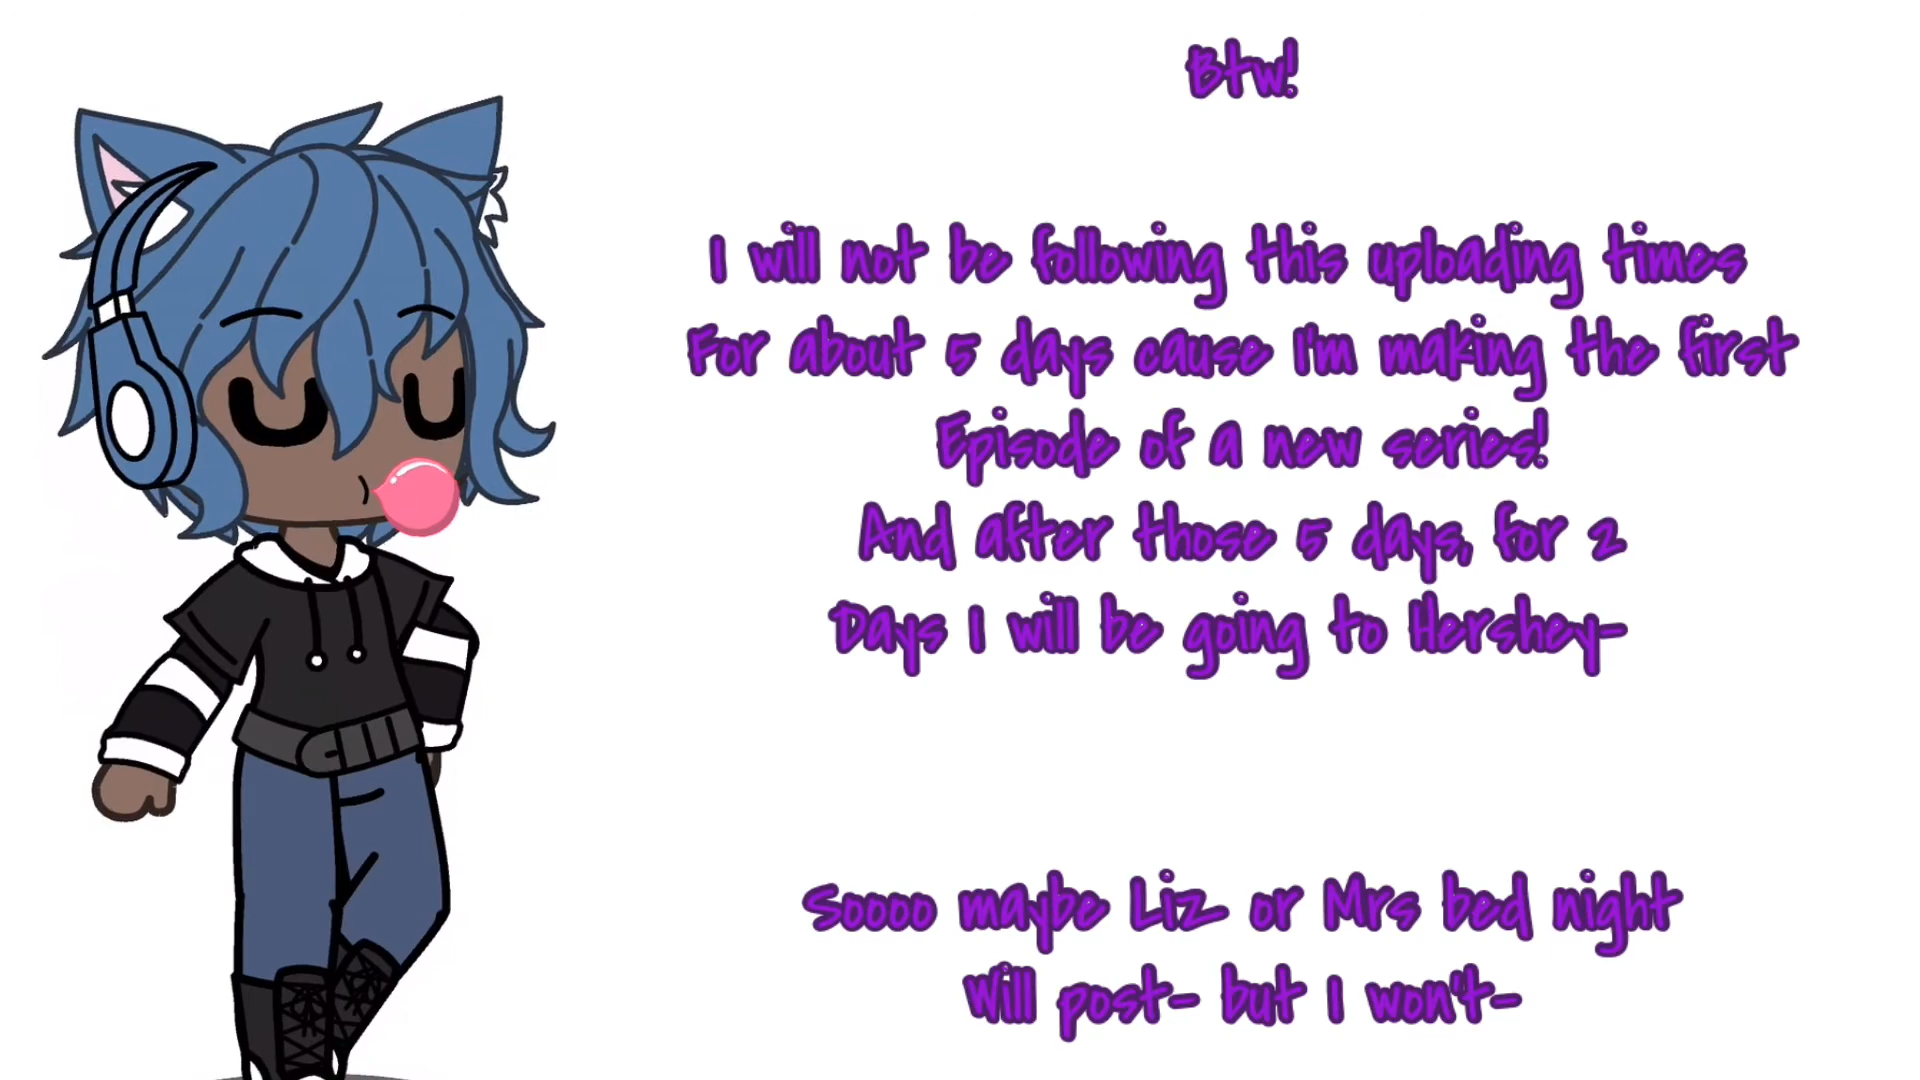 Btw!
I will not be following this uploading times
For about 5 days cause I'm making the first
Episode of a new series!
And after those 5 days, for 2
Days I will be going to Hershey-
Soooo maybe Liz or Mrs bed night
Will post- but I won't-